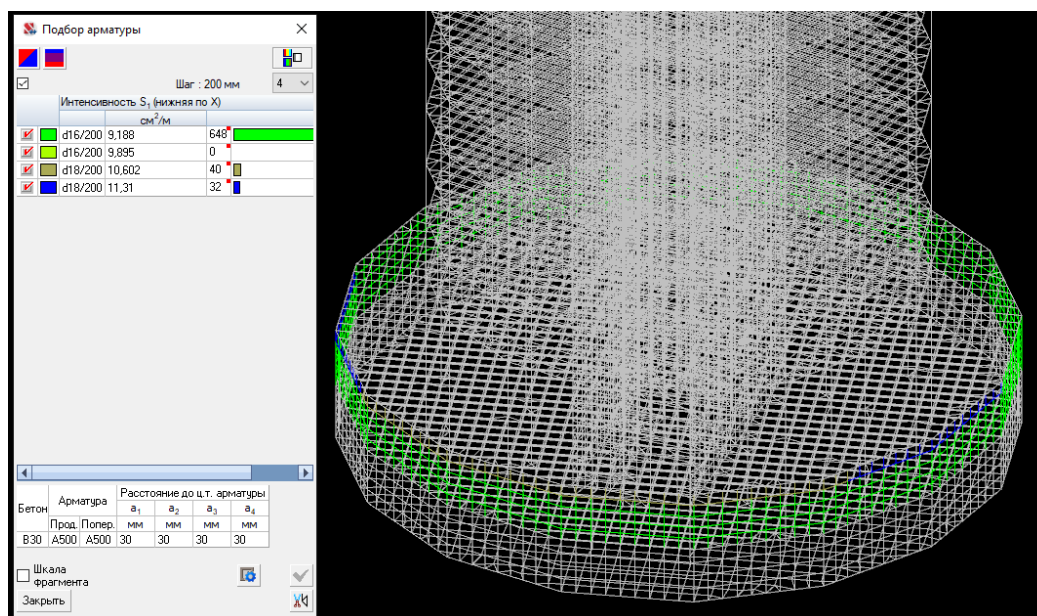 Подбор арматуры
Шаг : 200 мм 4
Интенсивность S1 (нижняя по X)
см2/м
d16/200 9,188 648
d16/200 9,895 0
d18/200 10,602 40
d18/200 11,31 32
Бетон Арматура Расстояние до ц.т. арматуры
a1 a2 a3 a4
Прод. Попер. мм мм мм мм
B30 A500 A500 30 30 30 30
Шкала
фрагмента
Закрыть